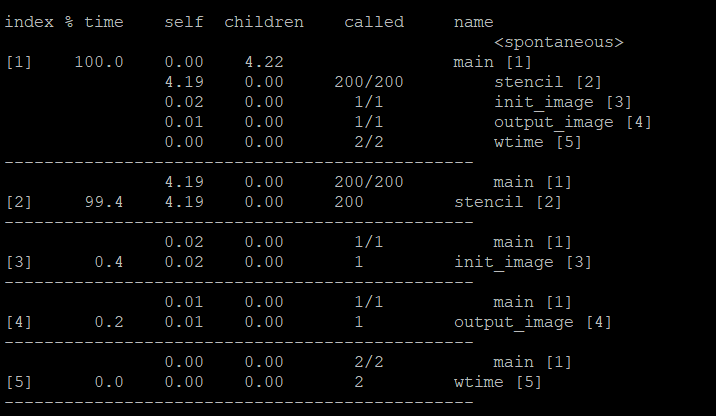 index % time    self  children    called     name
                                                 <spontaneous>
[1]    100.0    0.00    4.22                 main [1]
                4.19    0.00     200/200         stencil [2]
                0.02    0.00       1/1           init_image [3]
                0.01    0.00       1/1           output_image [4]
                0.00    0.00       2/2           wtime [5]
-----------------------------------------------
                4.19    0.00     200/200         main [1]
[2]     99.4    4.19    0.00     200         stencil [2]
-----------------------------------------------
                0.02    0.00       1/1           main [1]
[3]      0.4    0.02    0.00       1         init_image [3]
-----------------------------------------------
                0.01    0.00       1/1           main [1]
[4]      0.2    0.01    0.00       1         output_image [4]
-----------------------------------------------
                0.00    0.00       2/2           main [1]
[5]      0.0    0.00    0.00       2         wtime [5]
-----------------------------------------------